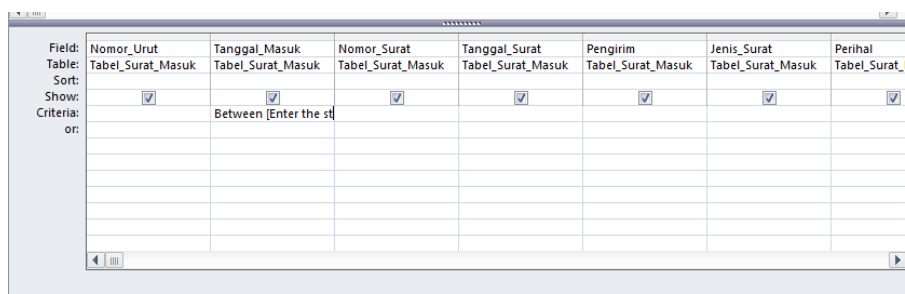 Field: Nomor_Urut Tanggal_Masuk Nomor_Surat Tanggal_Surat Pengirim Jenis_Surat Perihal
Table: Tabel_Surat_Masuk Tabel_Surat_Masuk Tabel_Surat_Masuk Tabel_Surat_Masuk Tabel_Surat_Masuk Tabel_Surat_Masuk Tabel_Surat_
Sort:
Show:
Criteria: Between [Enter the st
or: